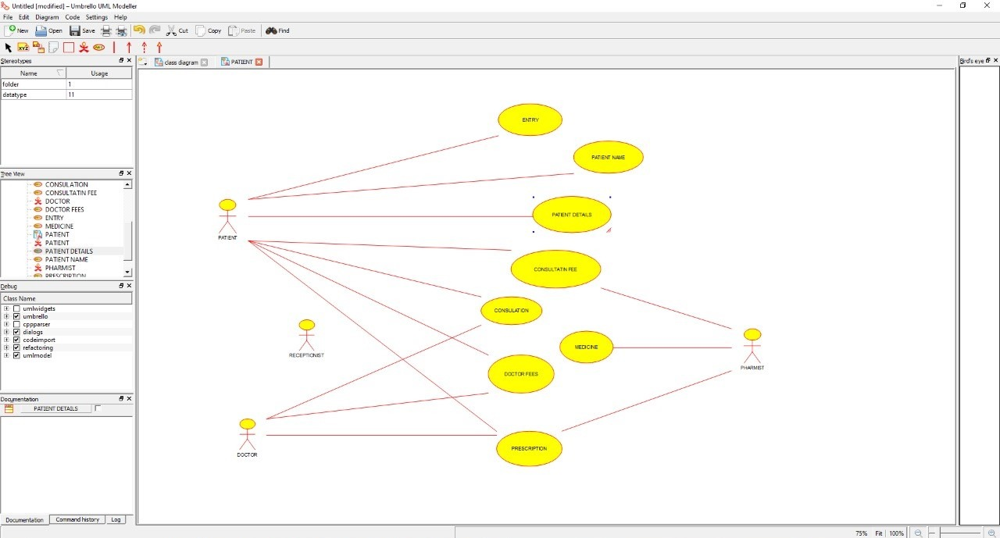 Untitled [modified] – Umbrello UML Modeller
File Edit Diagram Code Settings Help
New Open Save Cut Copy Paste Find
XYZ ABC
Stereotypes
Name Usage
folder 1
datatype 11
Tree View
CONSULATION
CONSULTATIN FEE
DOCTOR
DOCTOR FEES
ENTRY
MEDICINE
PATIENT
PATIENT
PATIENT DETAILS
PATIENT NAME
PHARMIST
PRESCRIPTION
Debug
Class Name
umlwidgets
umbrello
cppparser
dialogs
codeimport
refactoring
umlmodel
Documentation
PATIENT DETAILS
Documentation Command history Log
class diagram PATIENT
ENTRY
PATIENT NAME
PATIENT DETAILS
PATIENT
CONSULTATIN FEE
CONSULATION
RECEPTIONIST
MEDICINE
PHARMIST
DOCTOR FEES
DOCTOR
PRESCRIPTION
Bird's eye
75% Fit 100%